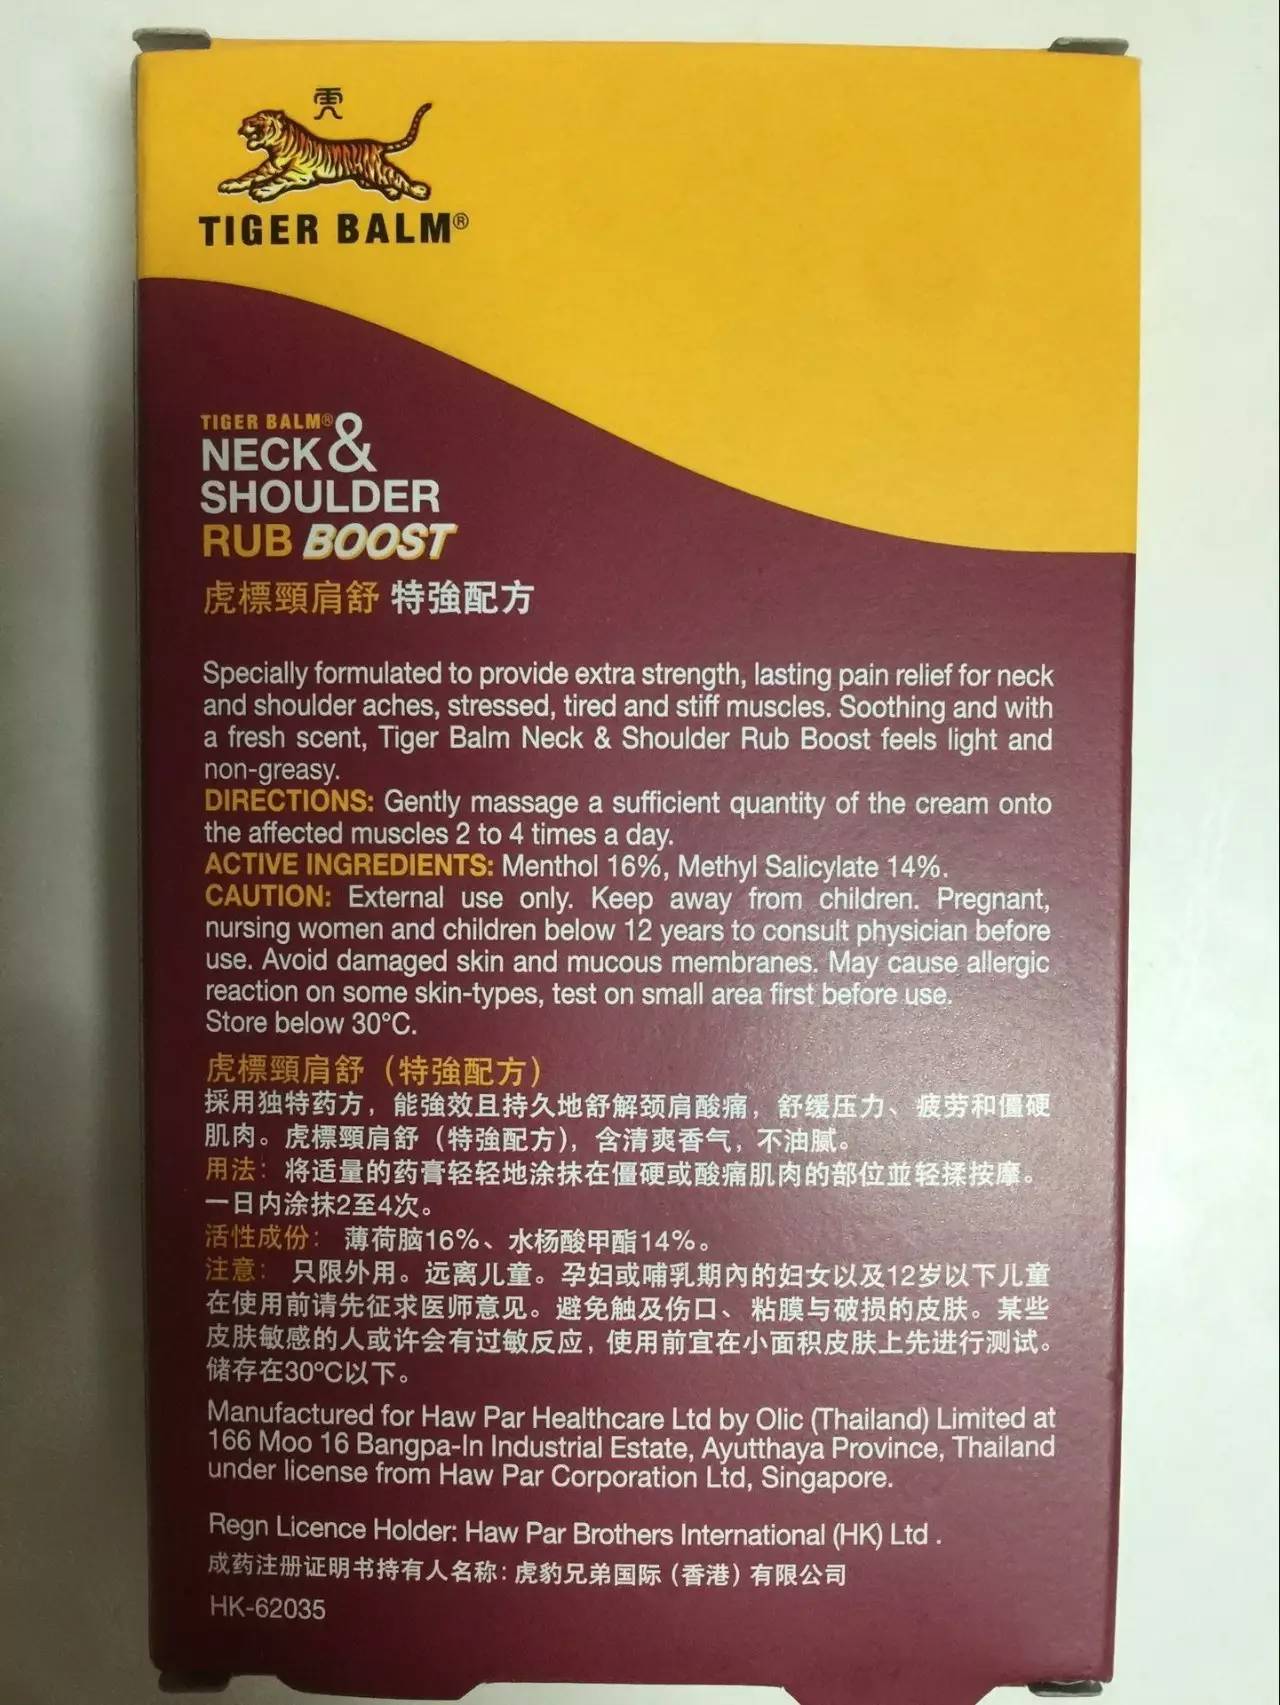 虎
TIGER BALM®
TIGER BALM®
NECK &
SHOULDER
RUB BOOST
虎標頸肩舒 特強配方
Specially formulated to provide extra strength, lasting pain relief for neck
and shoulder aches, stressed, tired and stiff muscles. Soothing and with
a fresh scent, Tiger Balm Neck & Shoulder Rub Boost feels light and
non-greasy.
DIRECTIONS: Gently massage a sufficient quantity of the cream onto
the affected muscles 2 to 4 times a day.
ACTIVE INGREDIENTS: Menthol 16%, Methyl Salicylate 14%.
CAUTION: External use only. Keep away from children. Pregnant,
nursing women and children below 12 years to consult physician before
use. Avoid damaged skin and mucous membranes. May cause allergic
reaction on some skin-types, test on small area first before use.
Store below 30°C.
虎標頸肩舒（特強配方）
採用独特药方，能強效且持久地舒解颈肩酸痛，舒缓压力、疲劳和僵硬
肌肉。虎標頸肩舒（特強配方），含清爽香气，不油腻。
用法：将适量的药膏轻轻地涂抹在僵硬或酸痛肌肉的部位並轻揉按摩。
一日内涂抹2至4次。
活性成份：薄荷脑16%、水杨酸甲酯14%。
注意：只限外用。远离儿童。孕妇或哺乳期內的妇女以及12岁以下儿童
在使用前请先征求医师意见。避免触及伤口、粘膜与破损的皮肤。某些
皮肤敏感的人或许会有过敏反应，使用前宜在小面积皮肤上先进行测试。
储存在30°C以下。
Manufactured for Haw Par Healthcare Ltd by Olic (Thailand) Limited at
166 Moo 16 Bangpa-In Industrial Estate, Ayutthaya Province, Thailand
under license from Haw Par Corporation Ltd, Singapore.
Regn Licence Holder: Haw Par Brothers International (HK) Ltd .
成药注册证明书持有人名称：虎豹兄弟国际（香港）有限公司
HK-62035